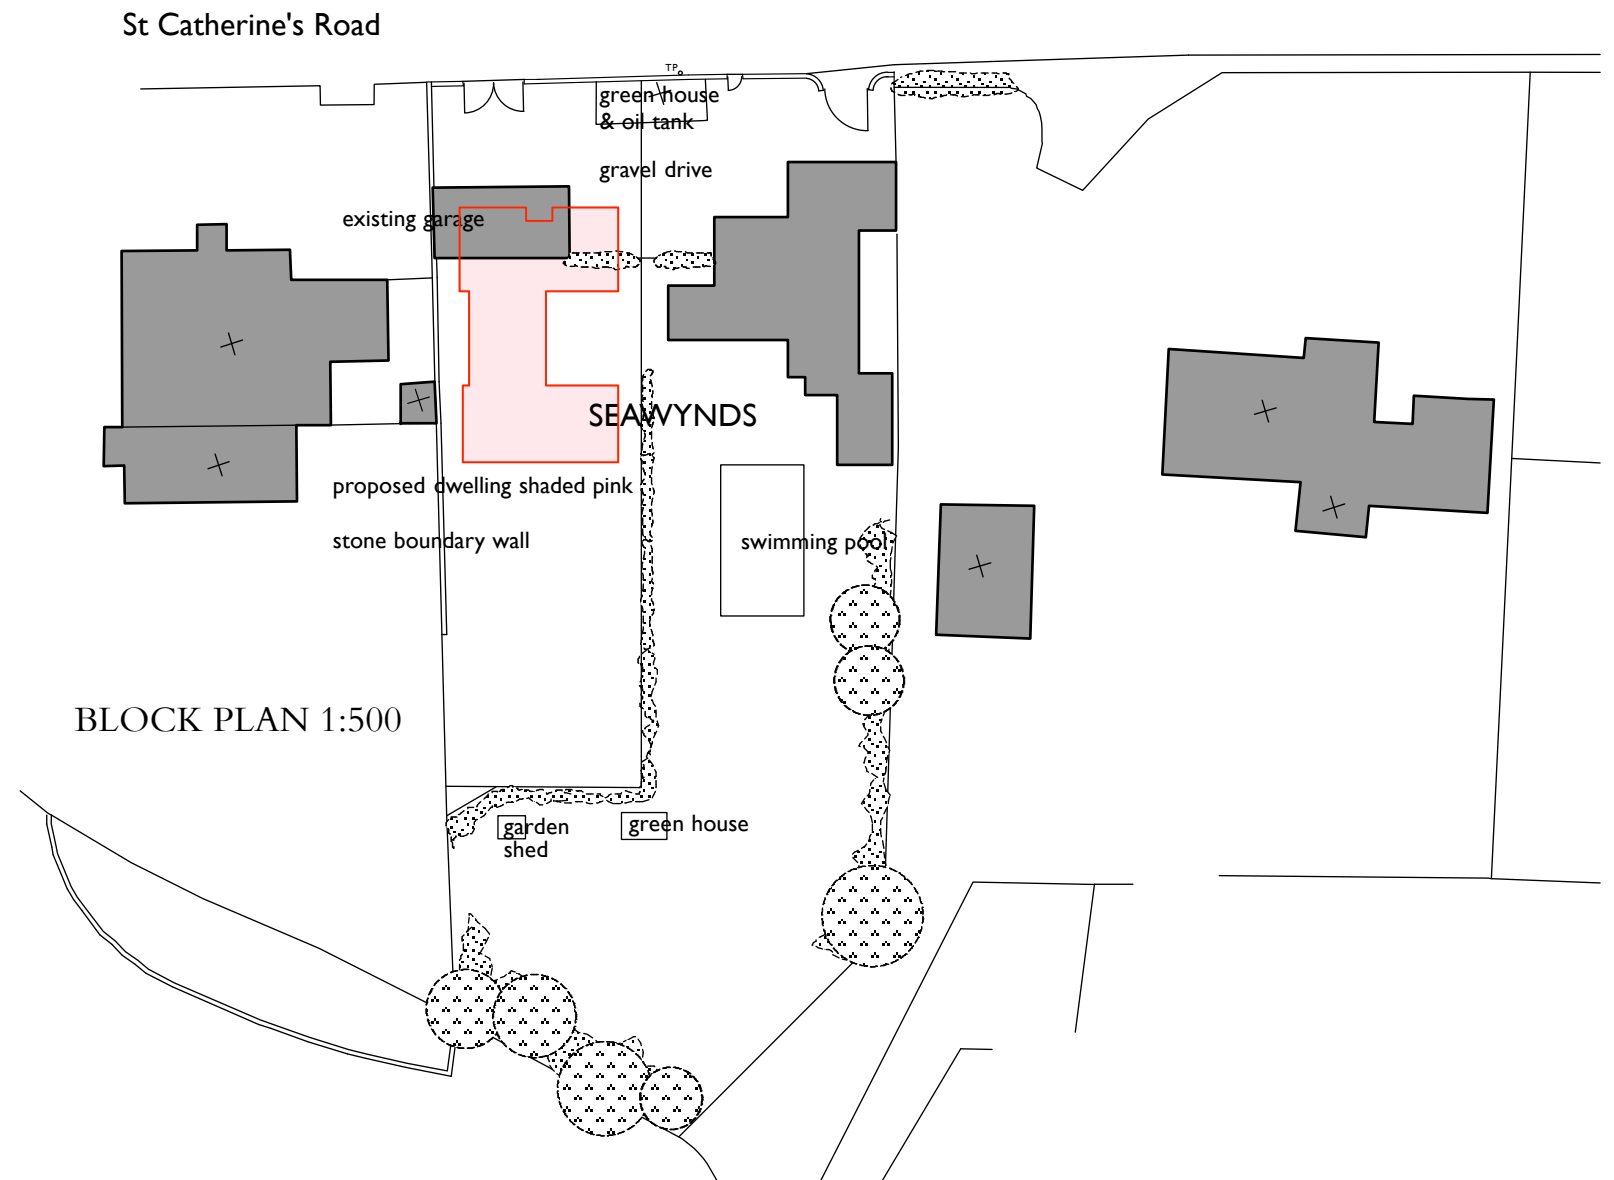 St Catherine's Road
TP
green house
& oil tank
gravel drive
existing garage
SEAWYNDS
proposed dwelling shaded pink
stone boundary wall
swimming pool
BLOCK PLAN 1:500
garden
shed
green house